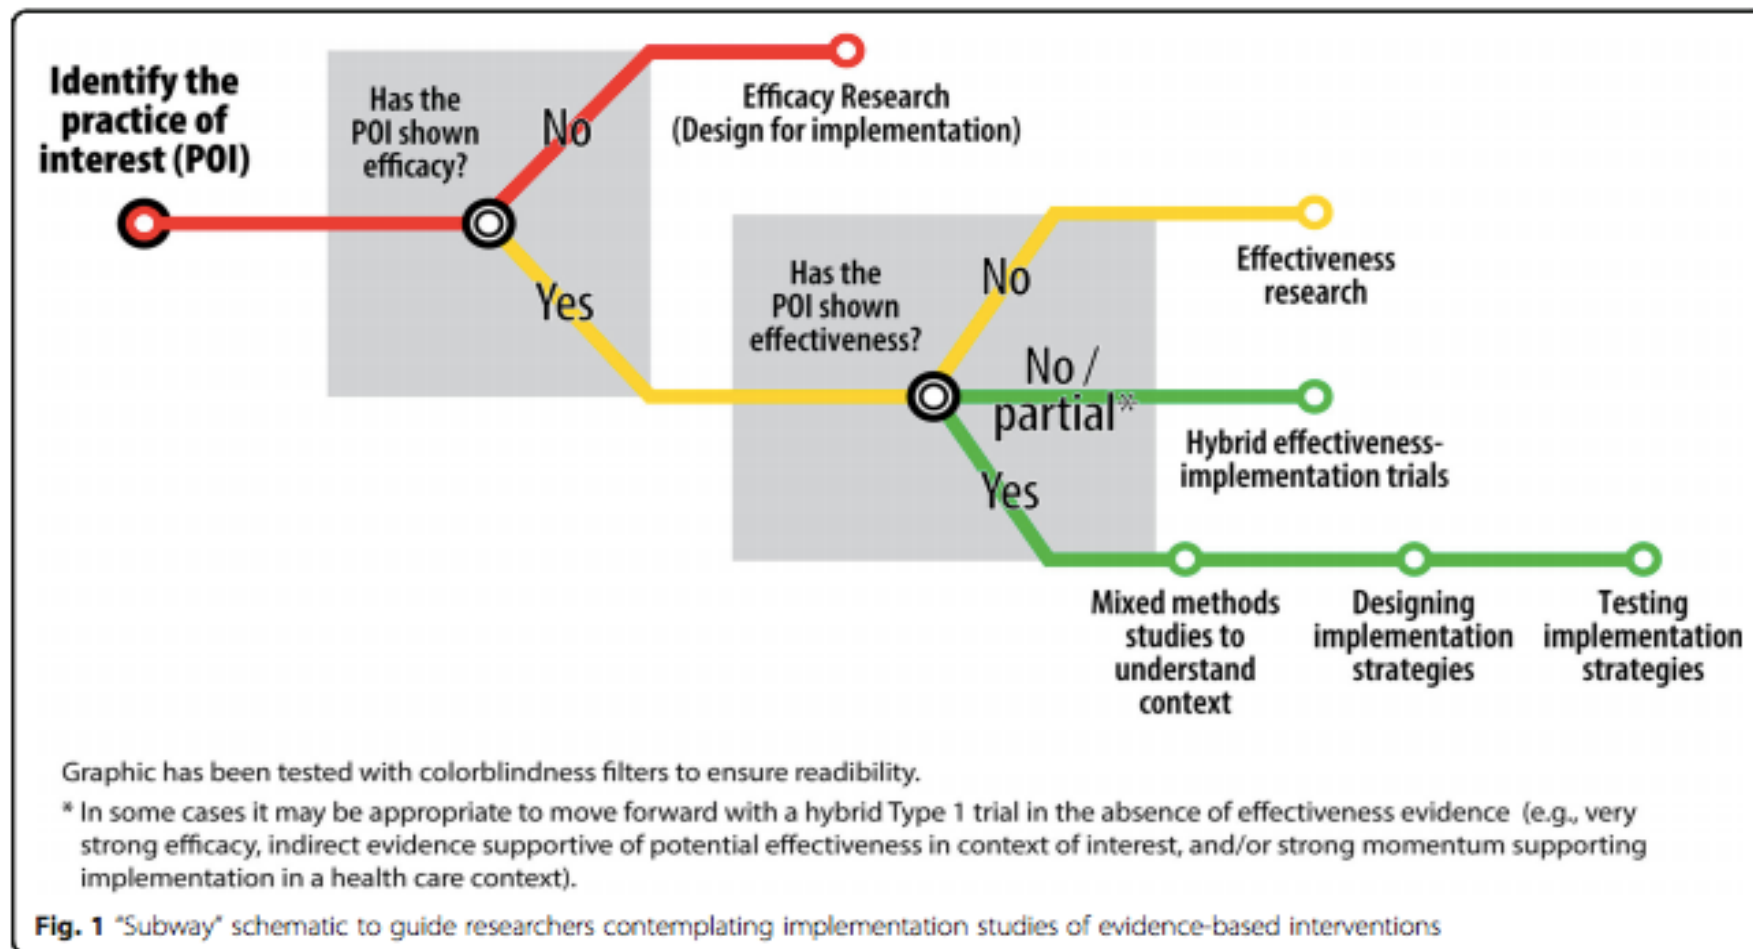 Identify the
practice of
interest (POI)
Has the
POI shown
efficacy?
No
Yes
Efficacy Research
(Design for implementation)
Has the
POI shown
effectiveness?
No
No /
partial*
Yes
Effectiveness
research
Hybrid effectiveness-
implementation trials
Mixed methods
studies to
understand
context
Designing
implementation
strategies
Testing
implementation
strategies
Graphic has been tested with colorblindness filters to ensure readibility.
* In some cases it may be appropriate to move forward with a hybrid Type 1 trial in the absence of effectiveness evidence (e.g., very
strong efficacy, indirect evidence supportive of potential effectiveness in context of interest, and/or strong momentum supporting
implementation in a health care context).
Fig. 1 "Subway" schematic to guide researchers contemplating implementation studies of evidence-based interventions